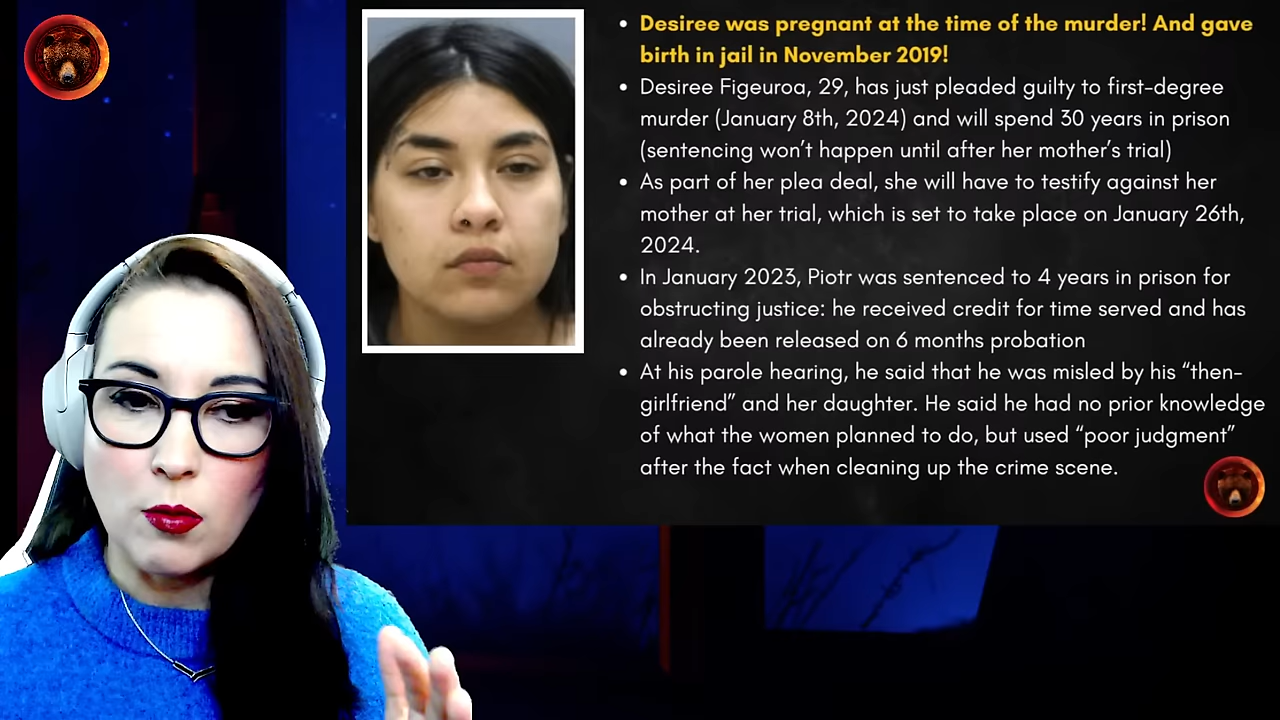 • Desiree was pregnant at the time of the murder! And gave
birth in jail in November 2019!
• Desiree Figeuroa, 29, has just pleaded guilty to first-degree
murder (January 8th, 2024) and will spend 30 years in prison
(sentencing won’t happen until after her mother’s trial)
• As part of her plea deal, she will have to testify against her
mother at her trial, which is set to take place on January 26th,
2024.
• In January 2023, Piotr was sentenced to 4 years in prison for
obstructing justice: he received credit for time served and has
already been released on 6 months probation
• At his parole hearing, he said that he was misled by his “then-
girlfriend” and her daughter. He said he had no prior knowledge
of what the women planned to do, but used “poor judgment”
after the fact when cleaning up the crime scene.